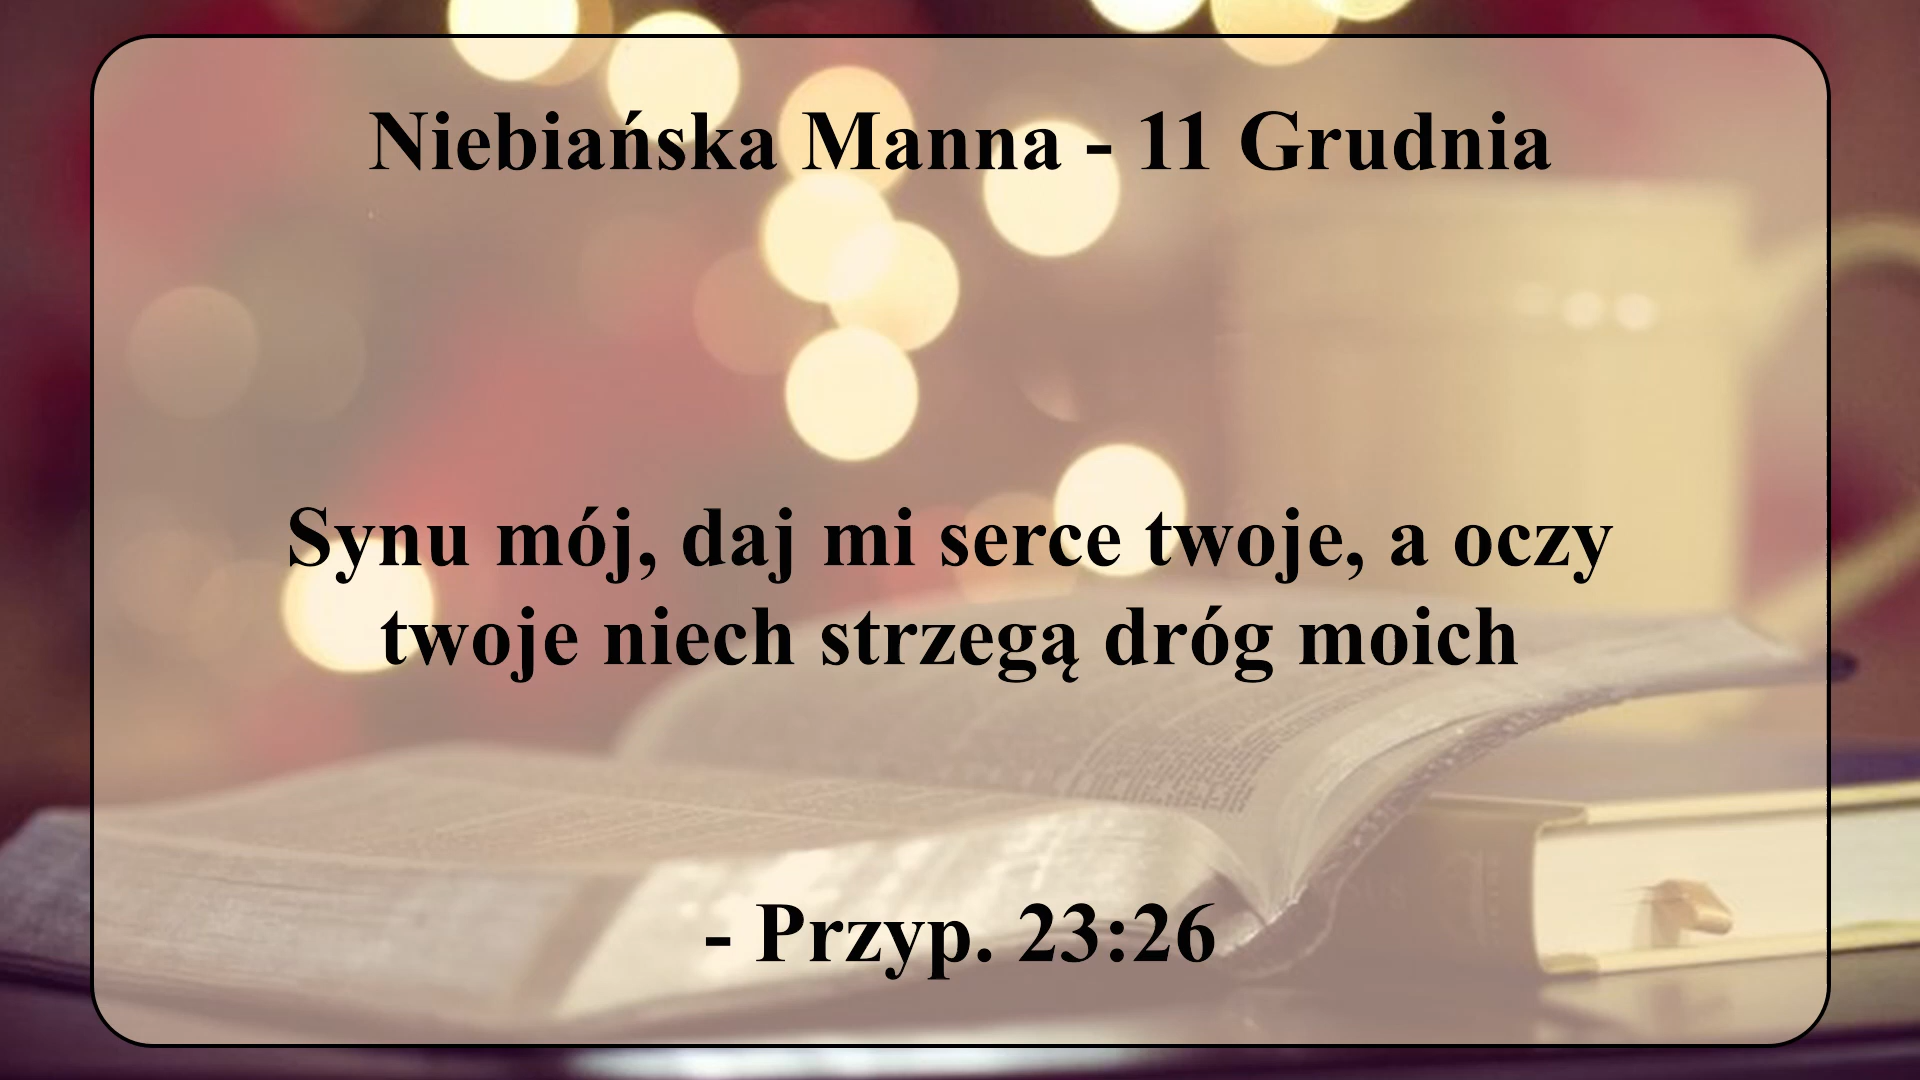 Niebiańska Manna - 11 Grudnia
Synu mój, daj mi serce twoje, a oczy
twoje niech strzegą dróg moich
- Przyp. 23:26